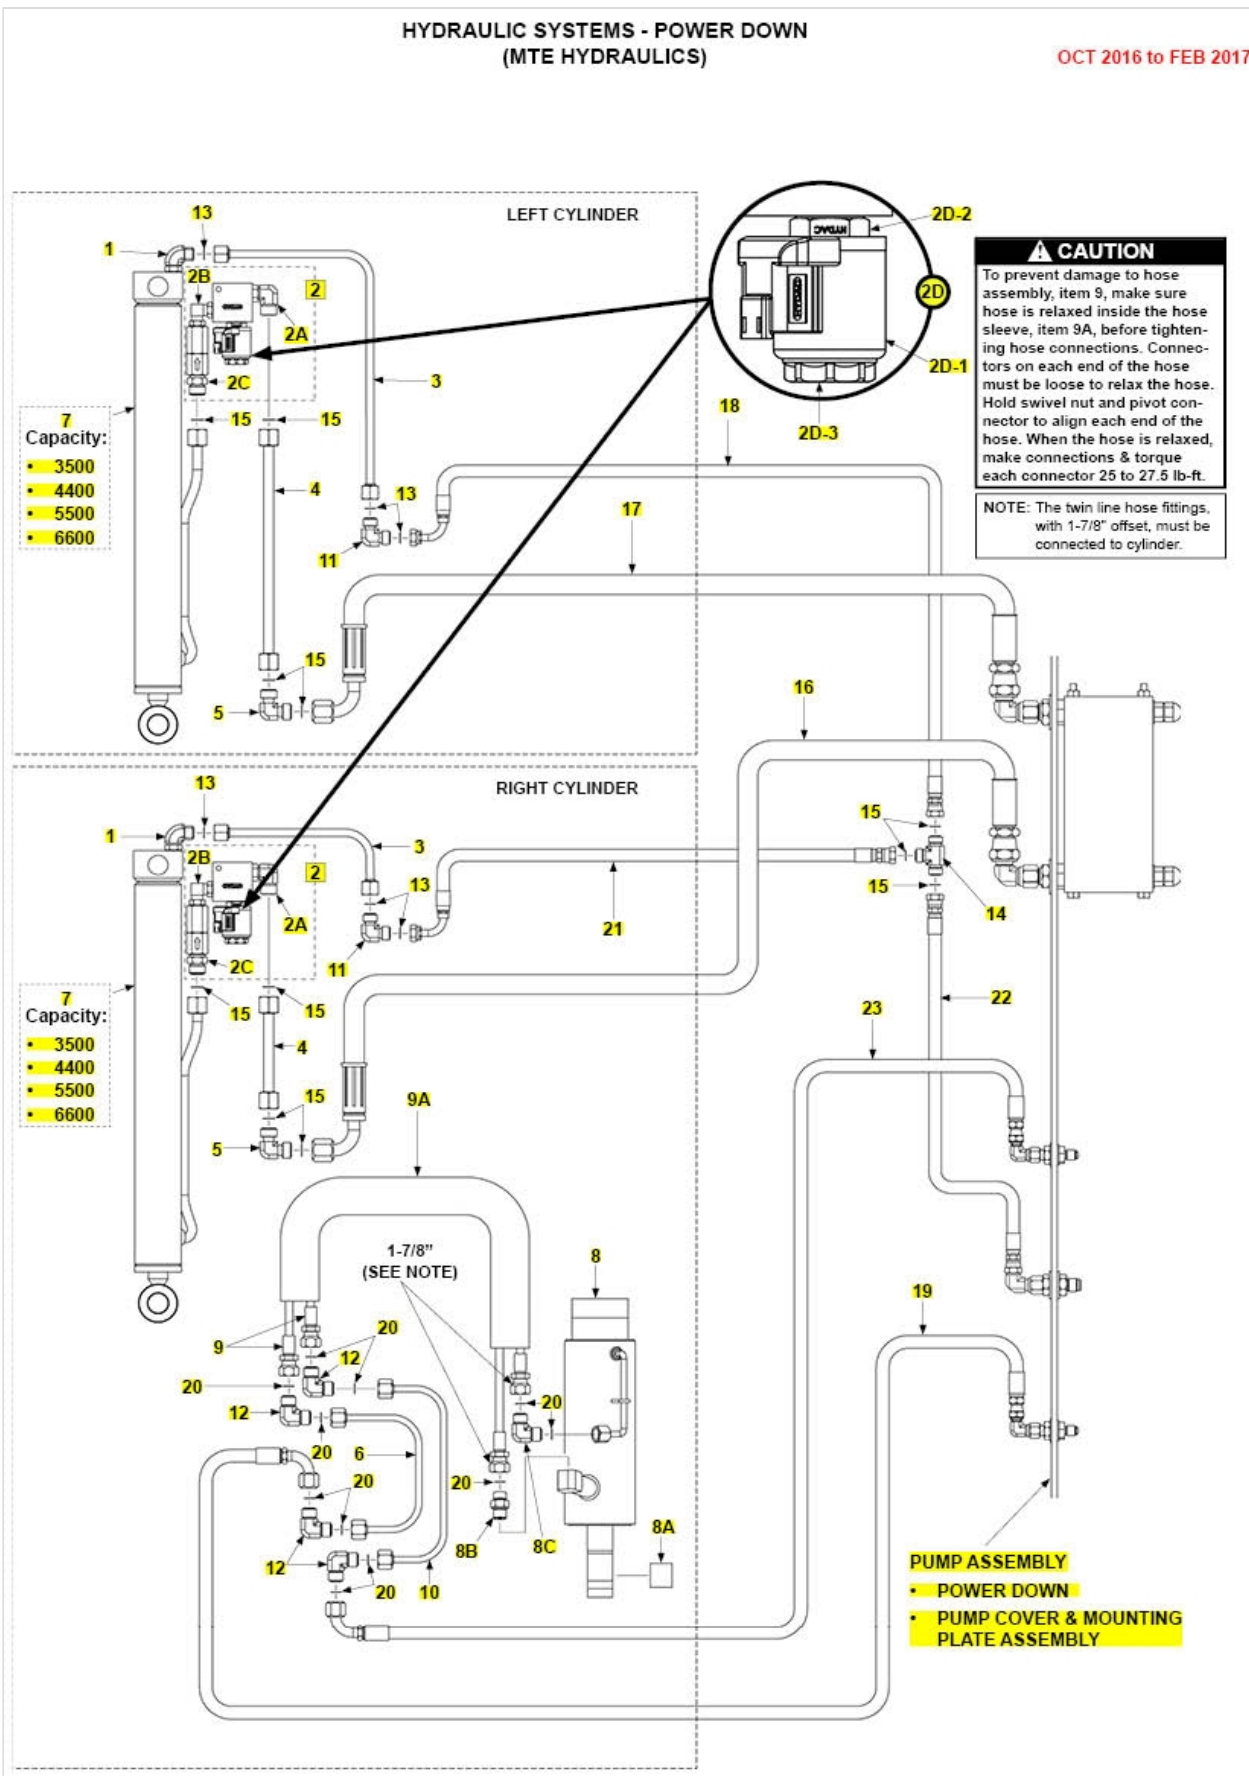 HYDRAULIC SYSTEMS - POWER DOWN
(MTE HYDRAULICS)
OCT 2016 to FEB 2017
LEFT CYLINDER
13
1
2B
2
2A
2C
3
15
15
7
Capacity:
• 3500
• 4400
• 5500
• 6600
4
13
11
15
5
18
17
16
HYDAC
2D-2
2D
2D-1
2D-3
CAUTION
To prevent damage to hose
assembly, item 9, make sure
hose is relaxed inside the hose
sleeve, item 9A, before tighten-
ing hose connections. Connec-
tors on each end of the hose
must be loose to relax the hose.
Hold swivel nut and pivot con-
nector to align each end of the
hose. When the hose is relaxed,
make connections & torque
each connector 25 to 27.5 lb-ft.
NOTE: The twin line hose fittings,
with 1-7/8" offset, must be
connected to cylinder.
RIGHT CYLINDER
13
1
2B
2
2A
2C
3
13
11
15
15
7
Capacity:
• 3500
• 4400
• 5500
• 6600
4
15
5
21
15
15
14
22
23
9A
1-7/8"
(SEE NOTE)
8
19
9
20
12
20
12
20
6
20
20
20
8B
8C
8A
12
20
10
PUMP ASSEMBLY
• POWER DOWN
• PUMP COVER & MOUNTING
PLATE ASSEMBLY